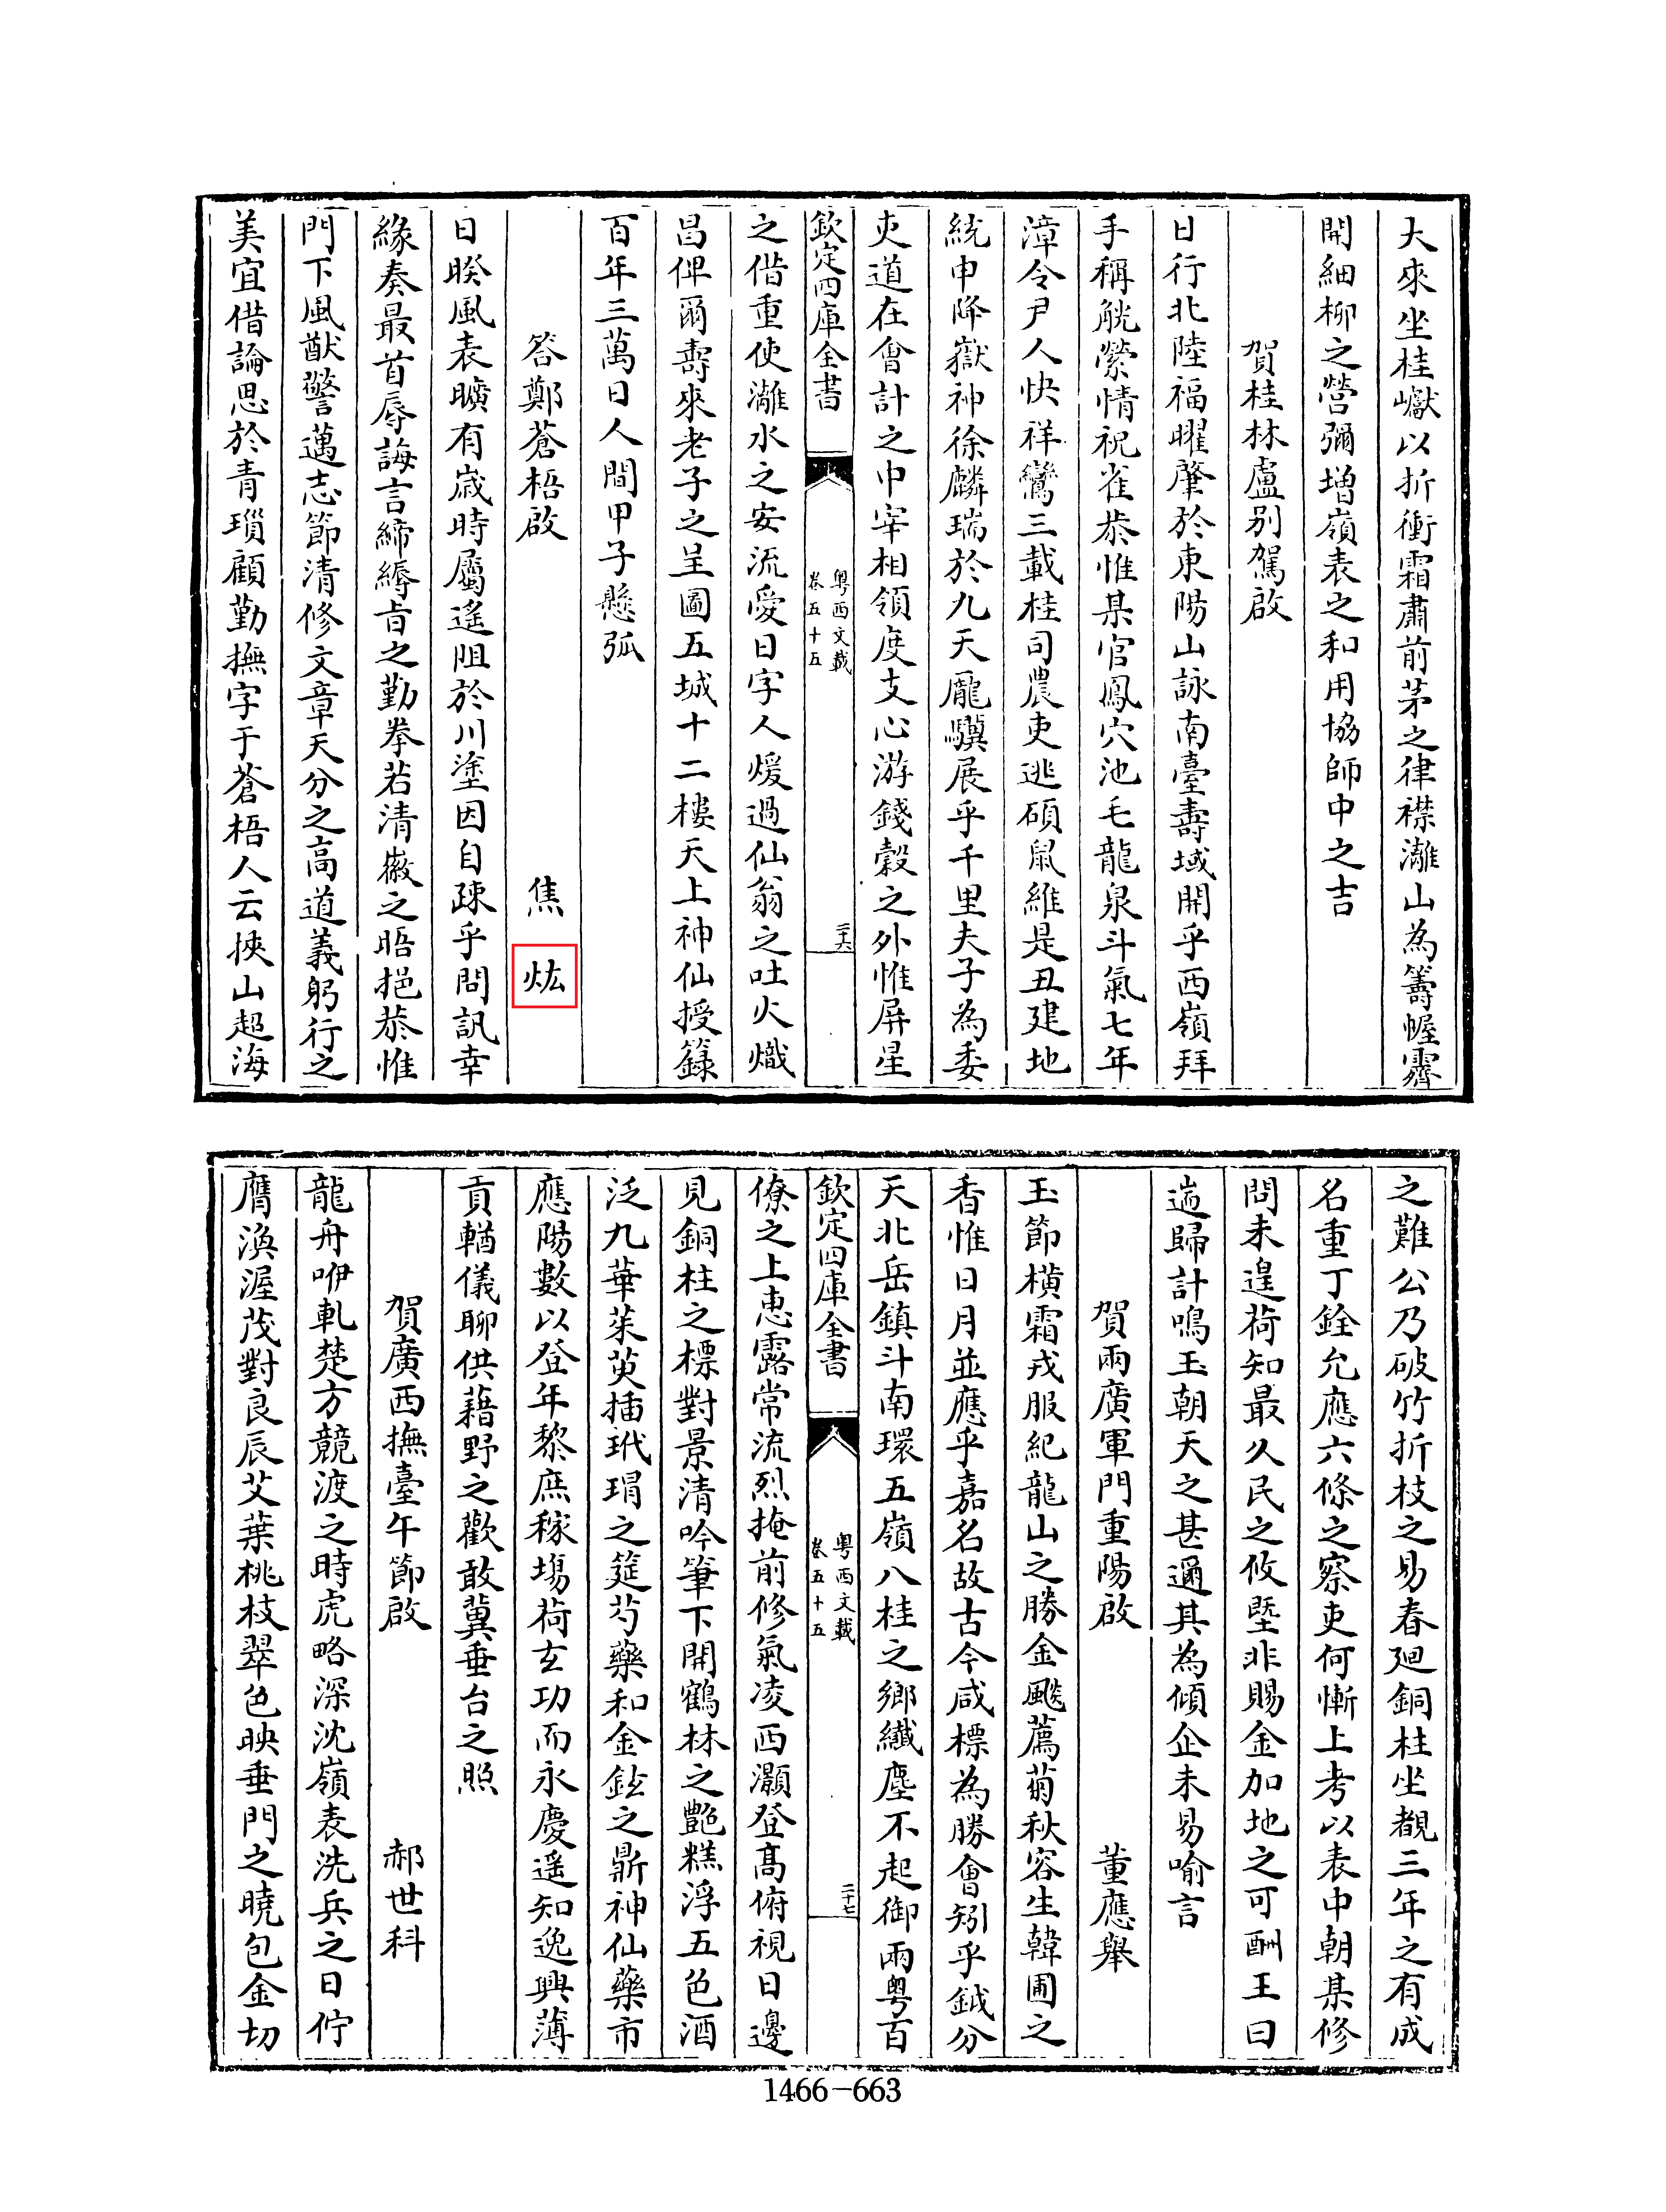 大來坐桂巘以折衝霜肅前茅之律襟灕山為籌幄霽
開細柳之營彌增嶺表之和用協師中之吉
賀桂林盧别駕啟
日行北陸福曜肇於東陽山詠南臺壽域開乎西嶺拜
手稱觥縈情祝雀恭惟某官鳳穴池毛龍泉斗氣七年
漳令尹人快祥鸞三載桂司農吏逃碩鼠維是丑建地
統申降嶽神徐麟瑞於九天龐驥展乎千里夫子為委
吏道在會計之中宰相領度支心游錢穀之外惟屏星
欽定四庫全書
粤西文載
卷五十五
二十六
之借重使灕水之安流愛日字人煖過仙翁之吐火熾
昌俾爾壽來老子之呈圖五城十二樓天上神仙授籙
百年三萬日人間甲子懸弧
答鄭蒼梧啟 焦炫
日睽風表曠有歳時屬遙阻於川塗因自疎乎問訊幸
緣奏最首辱誨言締縟旨之勤拳若清徽之晤挹恭惟
門下風猷警邁志節清修文章天分之高道義躬行之
美宜借論思於青瑣顧勤撫字于蒼梧人云挾山超海
之難公乃破竹折枝之易春廻銅柱坐覩三年之有成
名重丁銓允應六條之察吏何慚上考以表中朝某修
問未遑荷知最久民之攸塈非賜金加地之可酬王曰
遄歸計鳴玉朝天之甚邇其為傾企未易喻言
賀兩廣軍門重陽啟 董應舉
玉節橫霜戎服紀龍山之勝金颷薦菊秋容生韓圃之
香惟日月並應乎嘉名故古今咸標為勝會矧乎鉞分
天北岳鎮斗南環五嶺八桂之鄉纖塵不起御兩粤百
欽定四庫全書
粤西文載
卷五十五
二十七
僚之上恵露常流烈掩前修氣凌西灝登髙俯視日邊
見銅柱之標對景清吟筆下開鶴林之艷糕浮五色酒
泛九華茱萸插玳瑁之筵芍藥和金鉉之鼎神仙藥市
應陽數以登年黎庶稼塲荷玄功而永慶遥知逸興薄
貢輶儀聊供藉野之歡敢冀垂台之照
賀廣西撫臺午節啟 郝世科
龍舟咿軋楚方競渡之時虎略深沈嶺表洗兵之日佇
膺渙渥茂對良辰艾葉桃枝翠色映垂門之曉包金切
1466-663